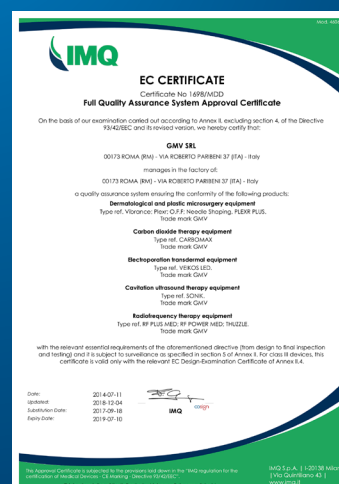 IMQ
EC CERTIFICATE
Certificate No 1698/MDD
Full Quality Assurance System Approval Certificate
On the basis of our examination carried out according to Annex II, excluding section 4, of the Directive
93/42/EEC and its revised version, we hereby certify that:
GMV SRL
00173 ROMA (RM) - VIA ROBERTO PARIBENI 37 (ITA) - Italy
manages in the factory of:
00173 ROMA (RM) - VIA ROBERTO PARIBENI 37 (ITA) - Italy
a quality assurance system ensuring the conformity of the following products:
Dermatological and plastic microsurgery equipment
Type ref. Vibrance; Plexr; O.F.F; Needle Shaping, PLEXR PLUS.
Trade mark GMV
Carbon dioxide therapy equipment
Type ref. CARBOMAX
Trade mark GMV
Electroporation transdermal equipment
Type ref. VEIKOS LED.
Trade mark GMV
Cavitation ultrasound therapy equipment
Type ref. SONIK.
Trade mark GMV
Radiofrequency therapy equipment
Type ref. RF PLUS MED; RF POWER MED; THUZZLE.
Trade mark GMV
with the relevant essential requirements of the aforementioned directive (from design to final inspection
and testing) and it is subject to surveillance as specified in section 5 of Annex II. For class III devices, this
certificate is valid only with the relevant EC Design-Examination Certificate of Annex II.4.
Date: 2014-07-11
Updated: 2018-12-04
Substitution Date: 2017-09-18
Expiry Date: 2019-07-10
IMQ
This Approval Certificate is subjected to the provisions laid down in the "IMQ regulation for the
certification of Medical Devices - CE Marking - Directive 93/42/EEC".
IMQ S.p.A. | I-20138 Milano
| Via Quintiliano 43 |
www.imq.it